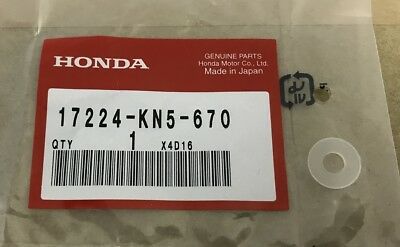 HONDA
GENUINE PARTS
Honda Motor Co., Ltd.
Made in Japan
17224-KN5-670
QTY 1 X4D16